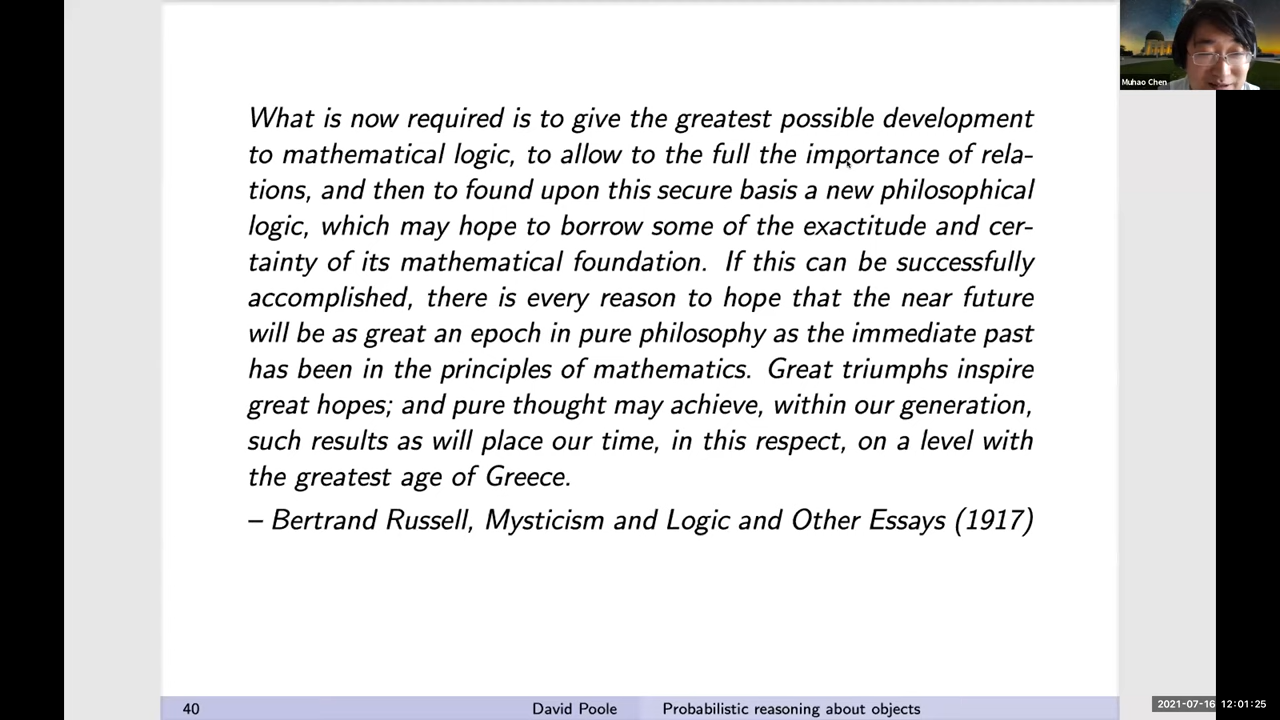 Muhao Chen
What is now required is to give the greatest possible development
to mathematical logic, to allow to the full the importance of rela-
tions, and then to found upon this secure basis a new philosophical
logic, which may hope to borrow some of the exactitude and cer-
tainty of its mathematical foundation. If this can be successfully
accomplished, there is every reason to hope that the near future
will be as great an epoch in pure philosophy as the immediate past
has been in the principles of mathematics. Great triumphs inspire
great hopes; and pure thought may achieve, within our generation,
such results as will place our time, in this respect, on a level with
the greatest age of Greece.
– Bertrand Russell, Mysticism and Logic and Other Essays (1917)
40 David Poole Probabilistic reasoning about objects
2021-07-16 12:01:25